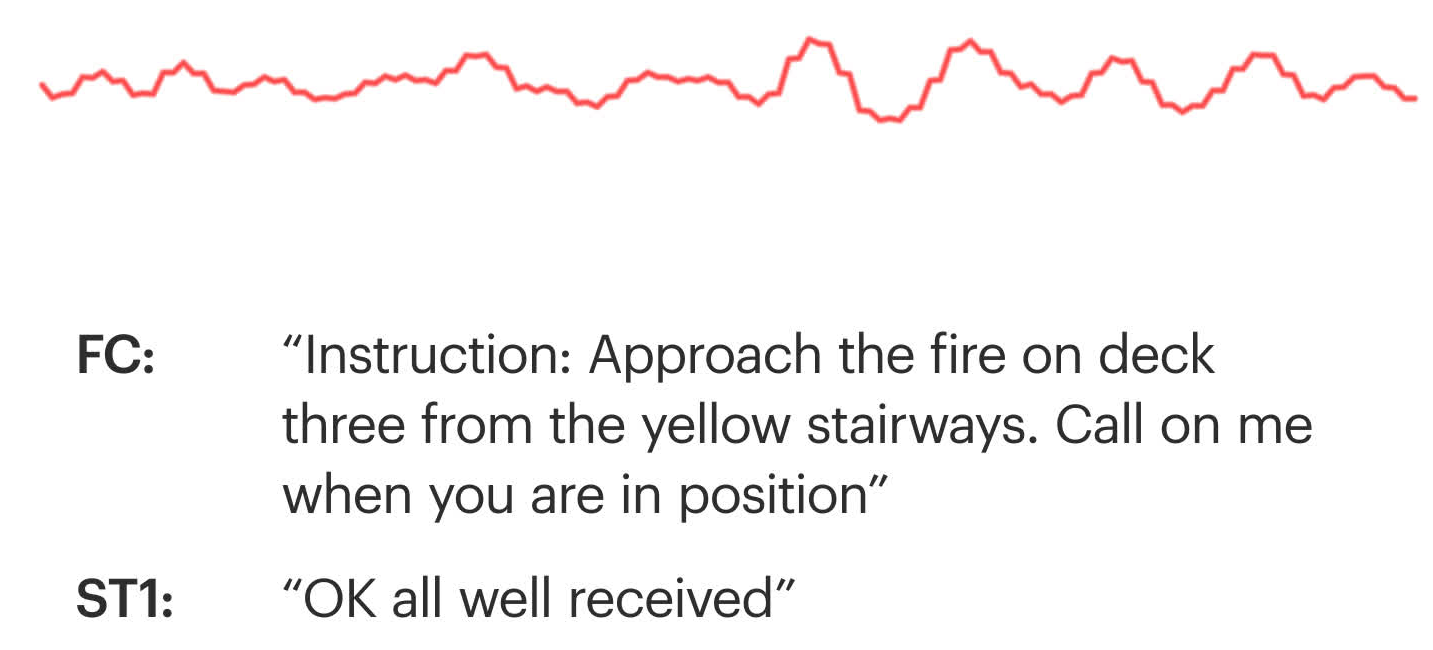 FC: “Instruction: Approach the fire on deck
three from the yellow stairways. Call on me
when you are in position”
ST1: “OK all well received”